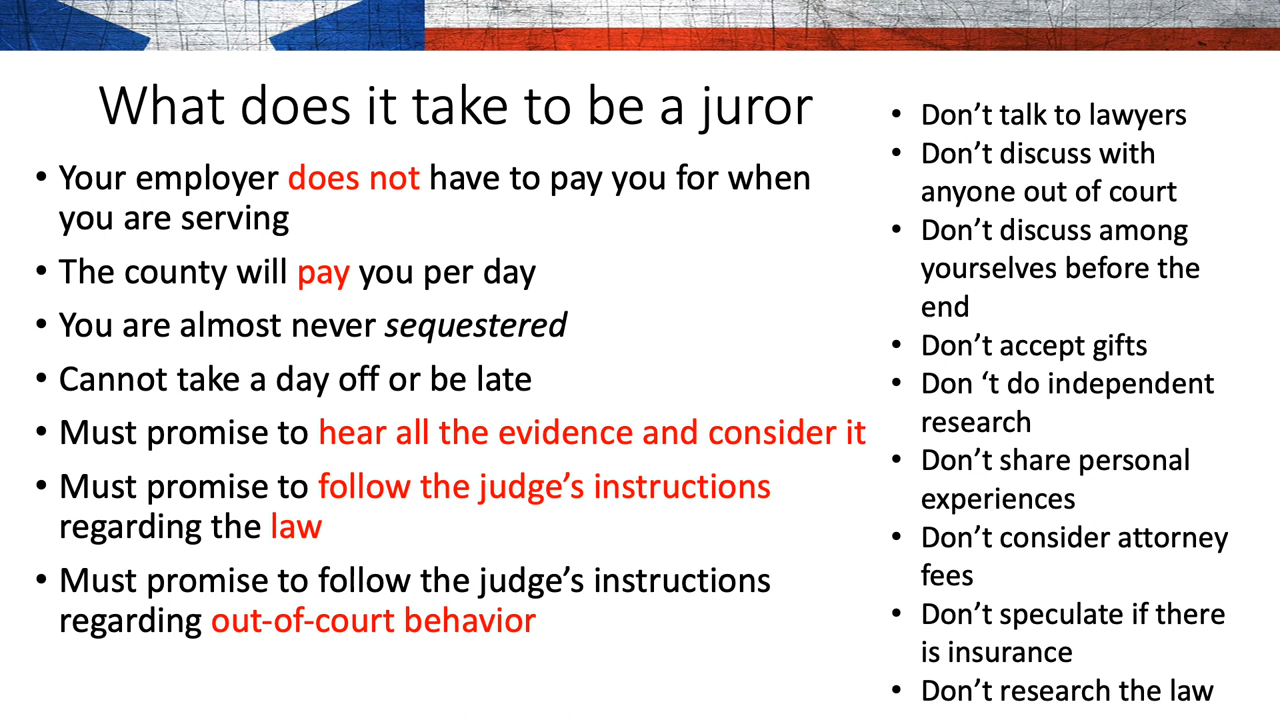 What does it take to be a juror
• Your employer does not have to pay you for when
you are serving
• The county will pay you per day
• You are almost never sequestered
• Cannot take a day off or be late
• Must promise to hear all the evidence and consider it
• Must promise to follow the judge’s instructions
regarding the law
• Must promise to follow the judge’s instructions
regarding out-of-court behavior
• Don’t talk to lawyers
• Don’t discuss with
anyone out of court
• Don’t discuss among
yourselves before the
end
• Don’t accept gifts
• Don ‘t do independent
research
• Don’t share personal
experiences
• Don’t consider attorney
fees
• Don’t speculate if there
is insurance
• Don’t research the law